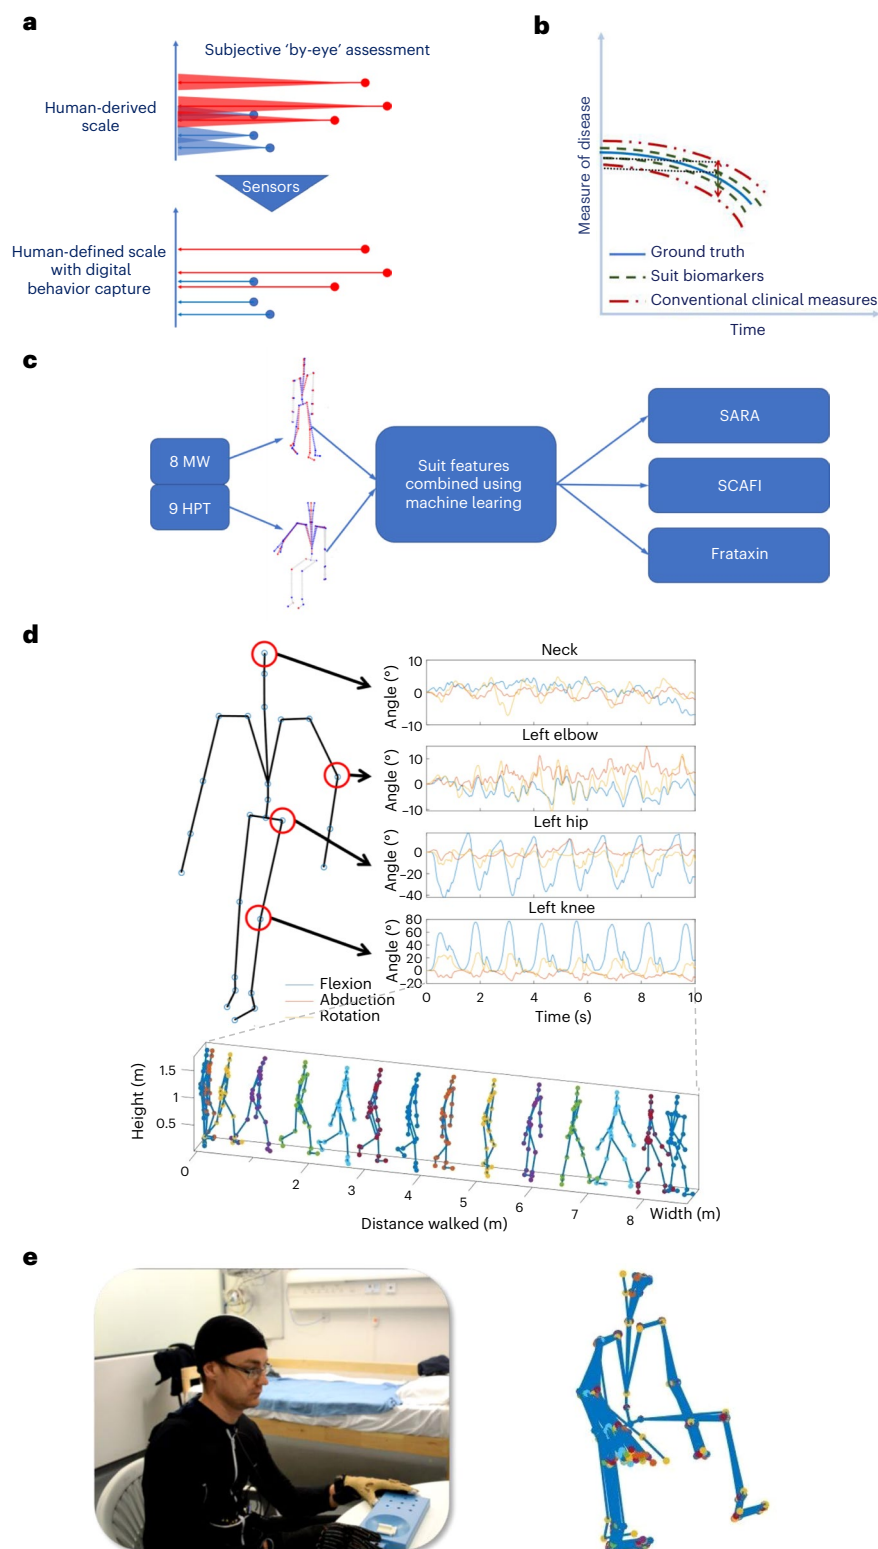 a
Subjective ‘by-eye’ assessment
Human-derived
scale
Sensors
Human-defined scale
with digital
behavior capture
b
Measure of disease
Ground truth
Suit biomarkers
Conventional clinical measures
Time
c
8 MW
9 HPT
Suit features
combined using
machine learing
SARA
SCAFI
Frataxin
d
Neck
Angle (°)
10
0
−10
Left elbow
Angle (°)
10
0
−10
Left hip
Angle (°)
0
−20
−40
Left knee
Angle (°)
80
60
40
20
0
−20
0 2 4 6 8 10
Time (s)
Flexion
Abduction
Rotation
Height (m)
1.5
1
0.5
0 2 3 4 5 6 7 8
Distance walked (m)
Width (m)
e